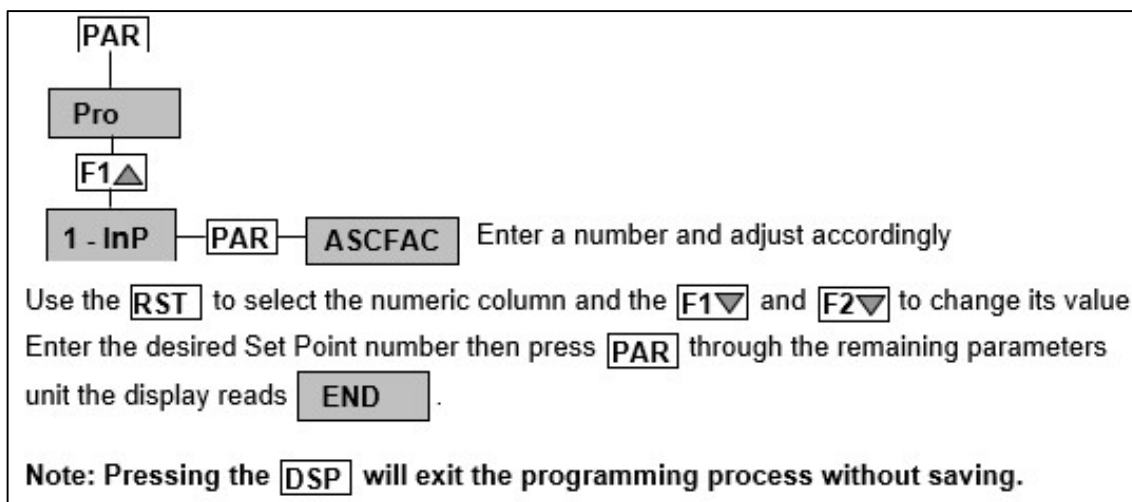 PAR
Pro
F1▲
1 - InP PAR ASCFAC Enter a number and adjust accordingly
Use the RST to select the numeric column and the F1▼ and F2▼ to change its value
Enter the desired Set Point number then press PAR through the remaining parameters
unit the display reads END .
Note: Pressing the DSP will exit the programming process without saving.